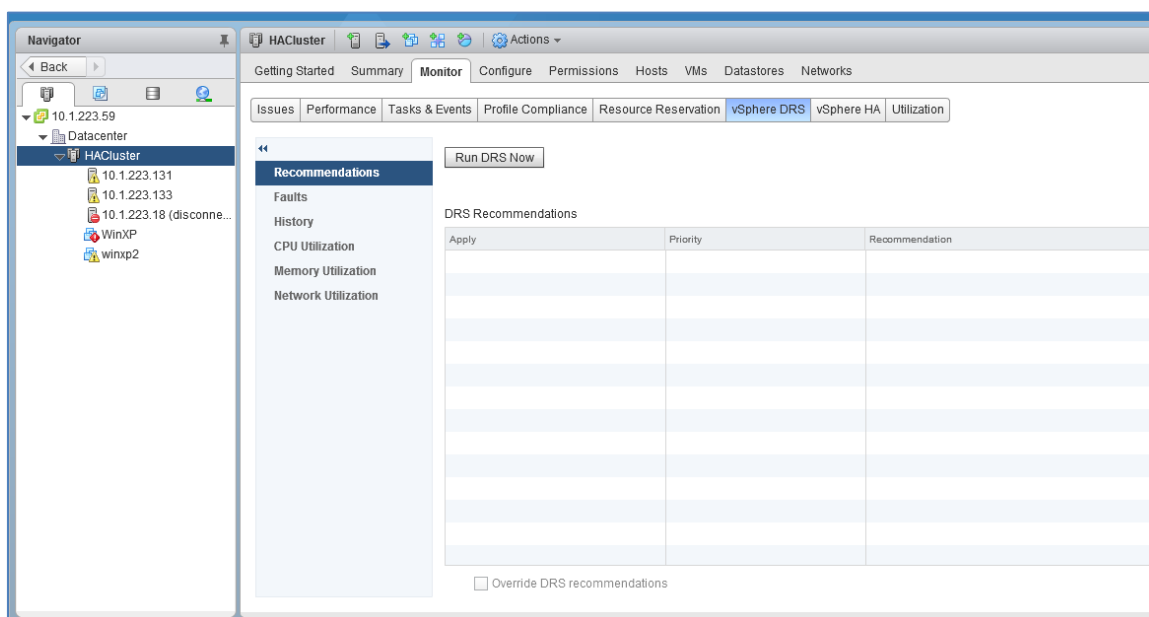 Navigator
HACluster Actions
Back
Getting Started Summary Monitor Configure Permissions Hosts VMs Datastores Networks
Issues Performance Tasks & Events Profile Compliance Resource Reservation vSphere DRS vSphere HA Utilization
10.1.223.59
Datacenter
HACluster
10.1.223.131
10.1.223.133
10.1.223.18 (disconne...
WinXP
winxp2
Recommendations
Faults
History
CPU Utilization
Memory Utilization
Network Utilization
Run DRS Now
DRS Recommendations
Apply Priority Recommendation
Override DRS recommendations